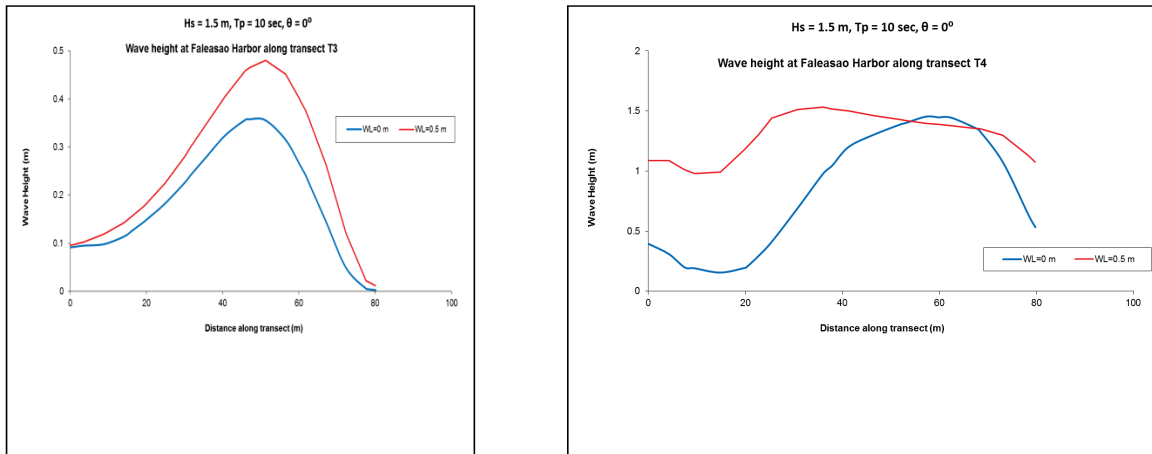 Hs = 1.5 m, Tp = 10 sec, θ = 0⁰
Wave height at Faleasao Harbor along transect T3
0.5
0.4
0.3
0.2
0.1
0
Wave Height (m)
WL=0 m WL=0.5 m
0 20 40 60 80 100
Distance along transect (m)
Hs = 1.5 m, Tp = 10 sec, θ = 0⁰
Wave height at Faleasao Harbor along transect T4
2
1.5
1
0.5
0
Wave Height (m)
WL=0 m WL=0.5 m
0 20 40 60 80 100
Distance along transect (m)